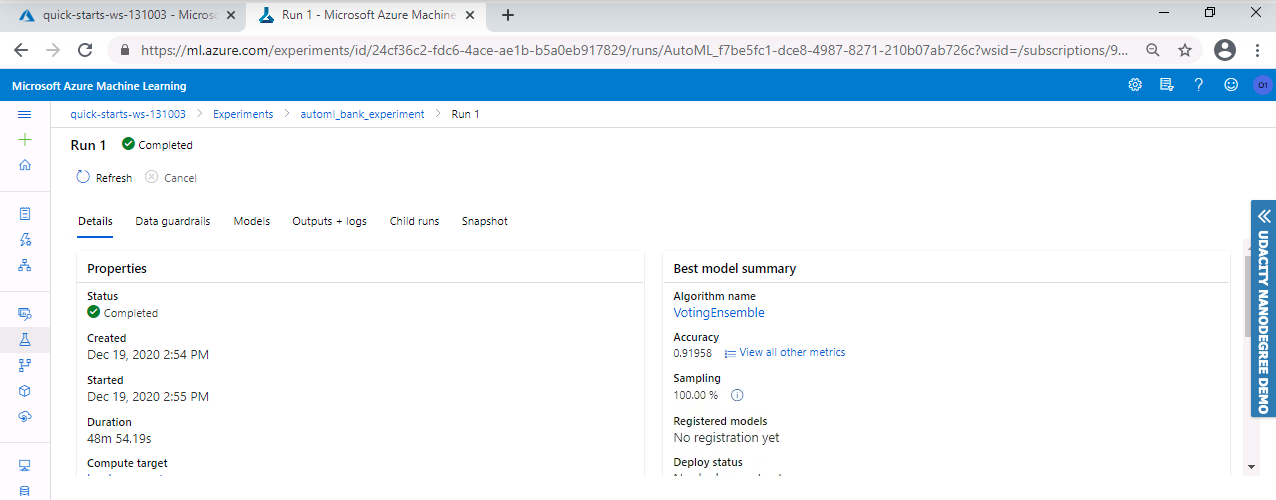 quick-starts-ws-131003 - Microso
Run 1 - Microsoft Azure Machine
https://ml.azure.com/experiments/id/24cf36c2-fdc6-4ace-ae1b-b5a0eb917829/runs/AutoML_f7be5fc1-dce8-4987-8271-210b07ab726c?wsid=/subscriptions/9...
Microsoft Azure Machine Learning
O1
quick-starts-ws-131003 > Experiments > automl_bank_experiment > Run 1
Run 1 Completed
Refresh Cancel
Details Data guardrails Models Outputs + logs Child runs Snapshot
Properties
Status
Completed
Created
Dec 19, 2020 2:54 PM
Started
Dec 19, 2020 2:55 PM
Duration
48m 54.19s
Compute target
Best model summary
Algorithm name
VotingEnsemble
Accuracy
0.91958 View all other metrics
Sampling
100.00 %
Registered models
No registration yet
Deploy status
UDACITY NANODEGREE DEMO